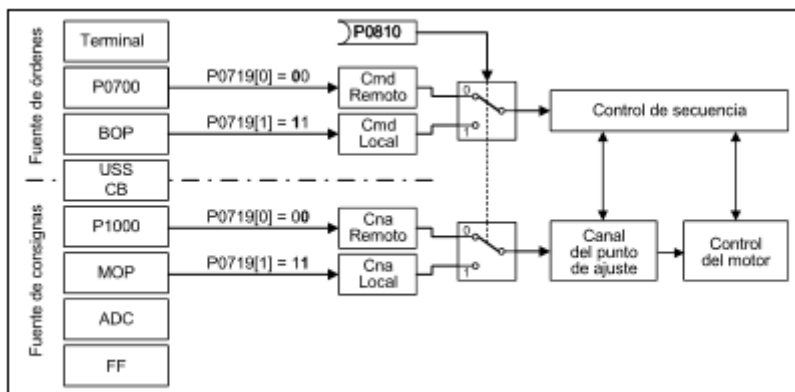 Fuente de órdenes
Terminal
P0810
P0700
P0719[0] = 00
Cmd
Remoto
0
Control de secuencia
BOP
P0719[1] = 11
Cmd
Local
1
USS
CB
Fuente de consignas
P1000
P0719[0] = 00
Cna
Remoto
0
Canal
del punto
de ajuste
Control
del motor
MOP
P0719[1] = 11
Cna
Local
1
ADC
FF